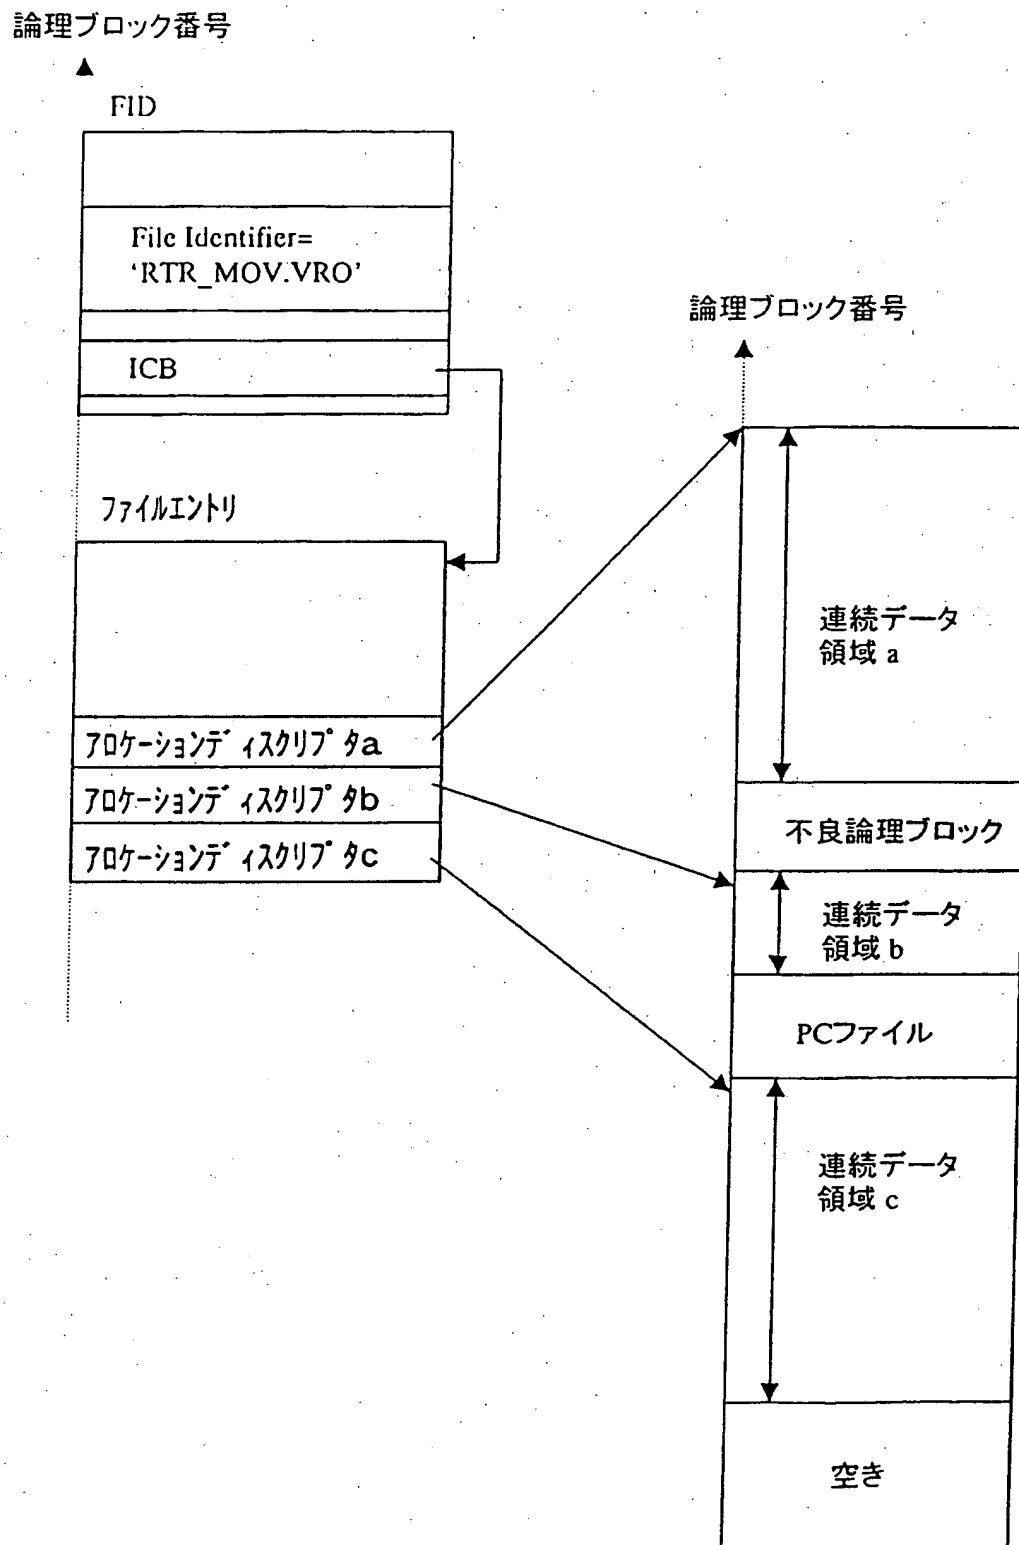 論理ブロック番号
FID
File Identifier=
‘RTR_MOV.VRO’
ICB
ファイルエントリ
アロケーションディスクリプタa
アロケーションディスクリプタb
アロケーションディスクリプタc
論理ブロック番号
連続データ
領域 a
不良論理ブロック
連続データ
領域 b
PCファイル
連続データ
領域 c
空き